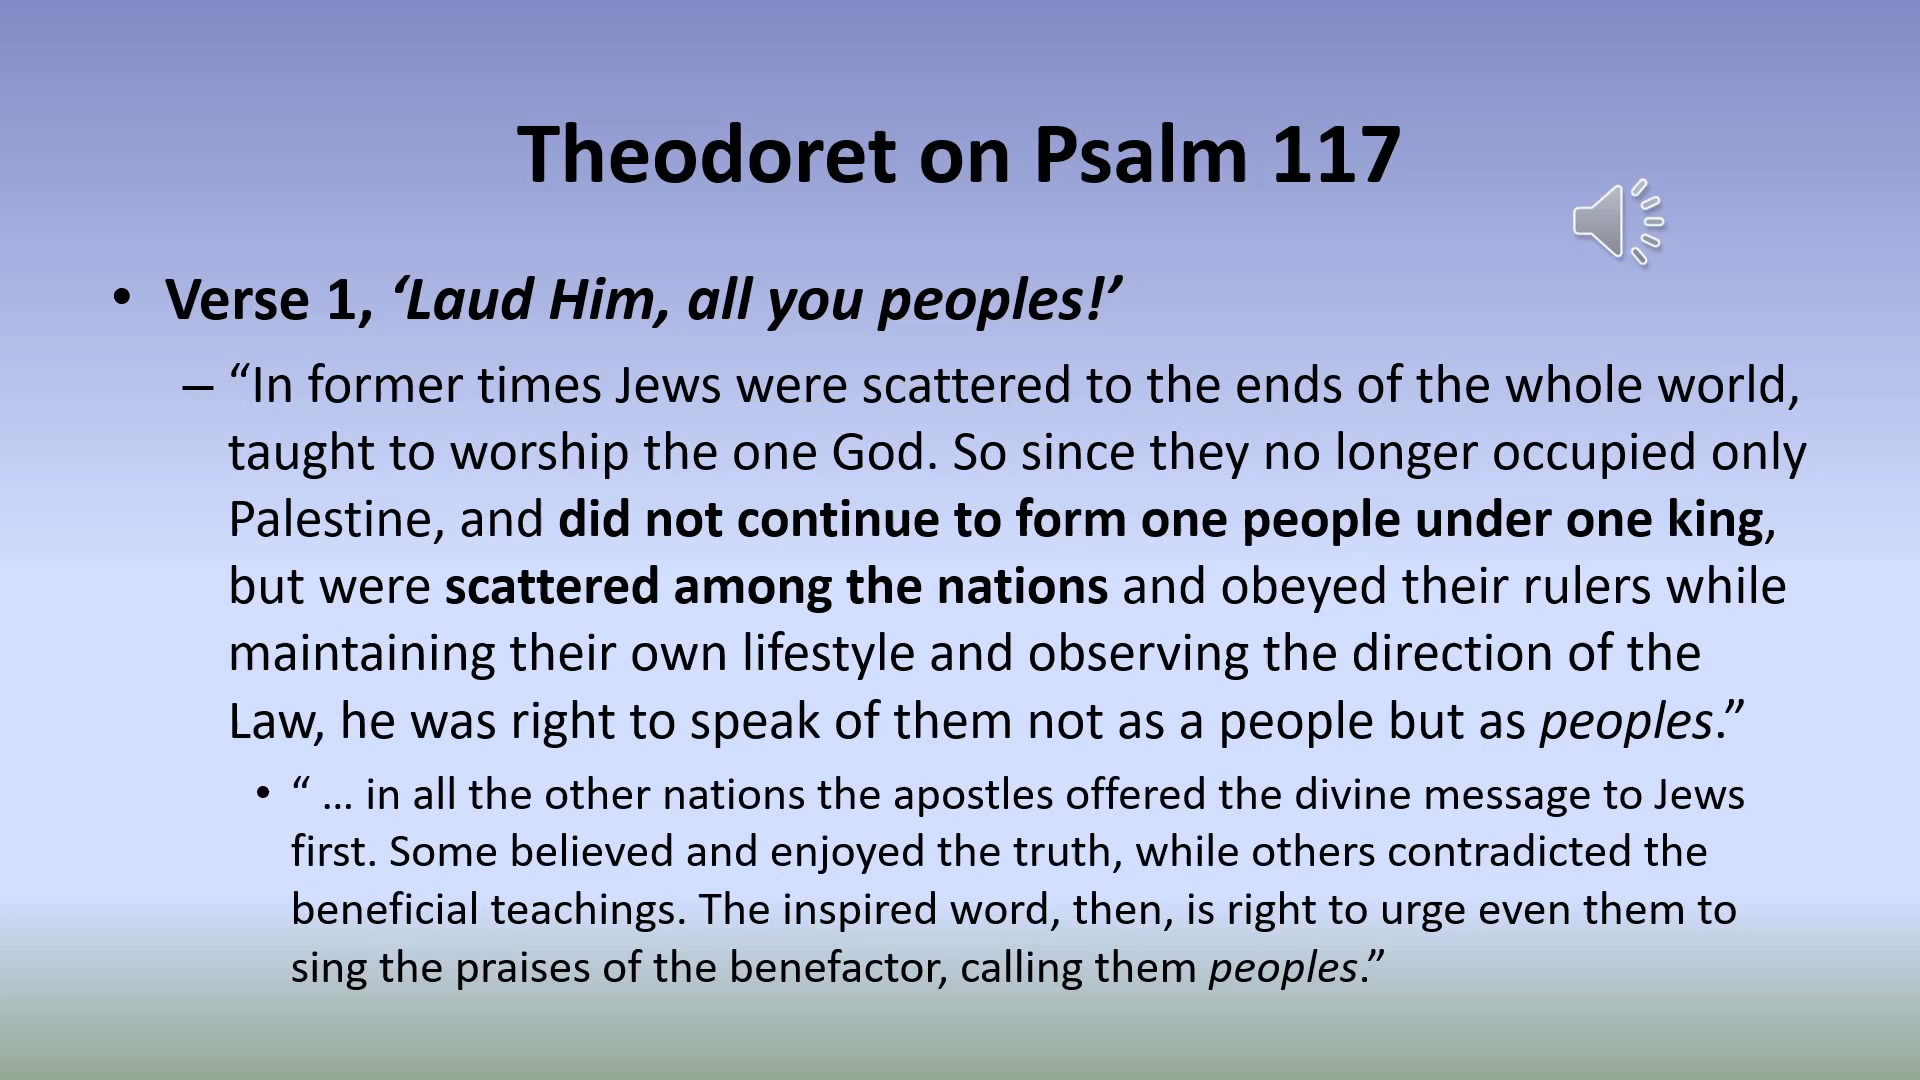 Theodoret on Psalm 117
• Verse 1, ‘Laud Him, all you peoples!’
– “In former times Jews were scattered to the ends of the whole world,
taught to worship the one God. So since they no longer occupied only
Palestine, and did not continue to form one people under one king,
but were scattered among the nations and obeyed their rulers while
maintaining their own lifestyle and observing the direction of the
Law, he was right to speak of them not as a people but as peoples.”
• “ … in all the other nations the apostles offered the divine message to Jews
first. Some believed and enjoyed the truth, while others contradicted the
beneficial teachings. The inspired word, then, is right to urge even them to
sing the praises of the benefactor, calling them peoples.”